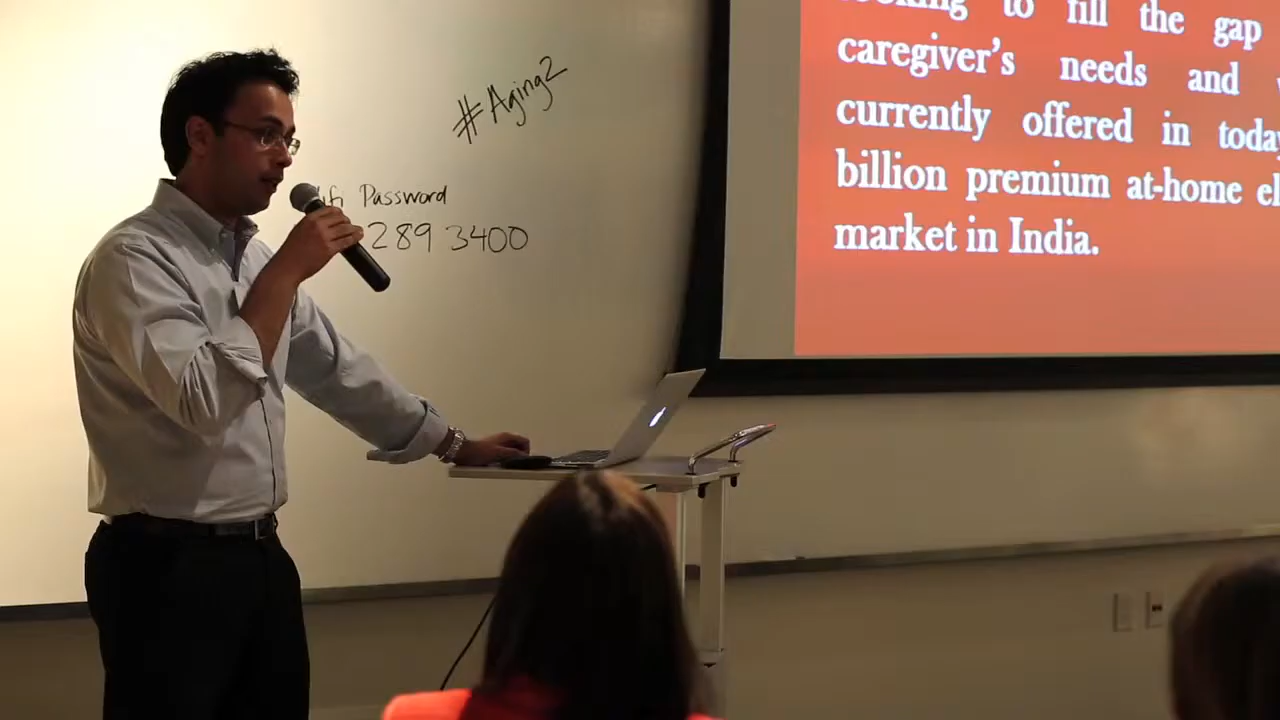 #Aging2
Password
289 3400
to fill the gap
caregiver's needs and
currently offered in
billion premium at-home
market in India.